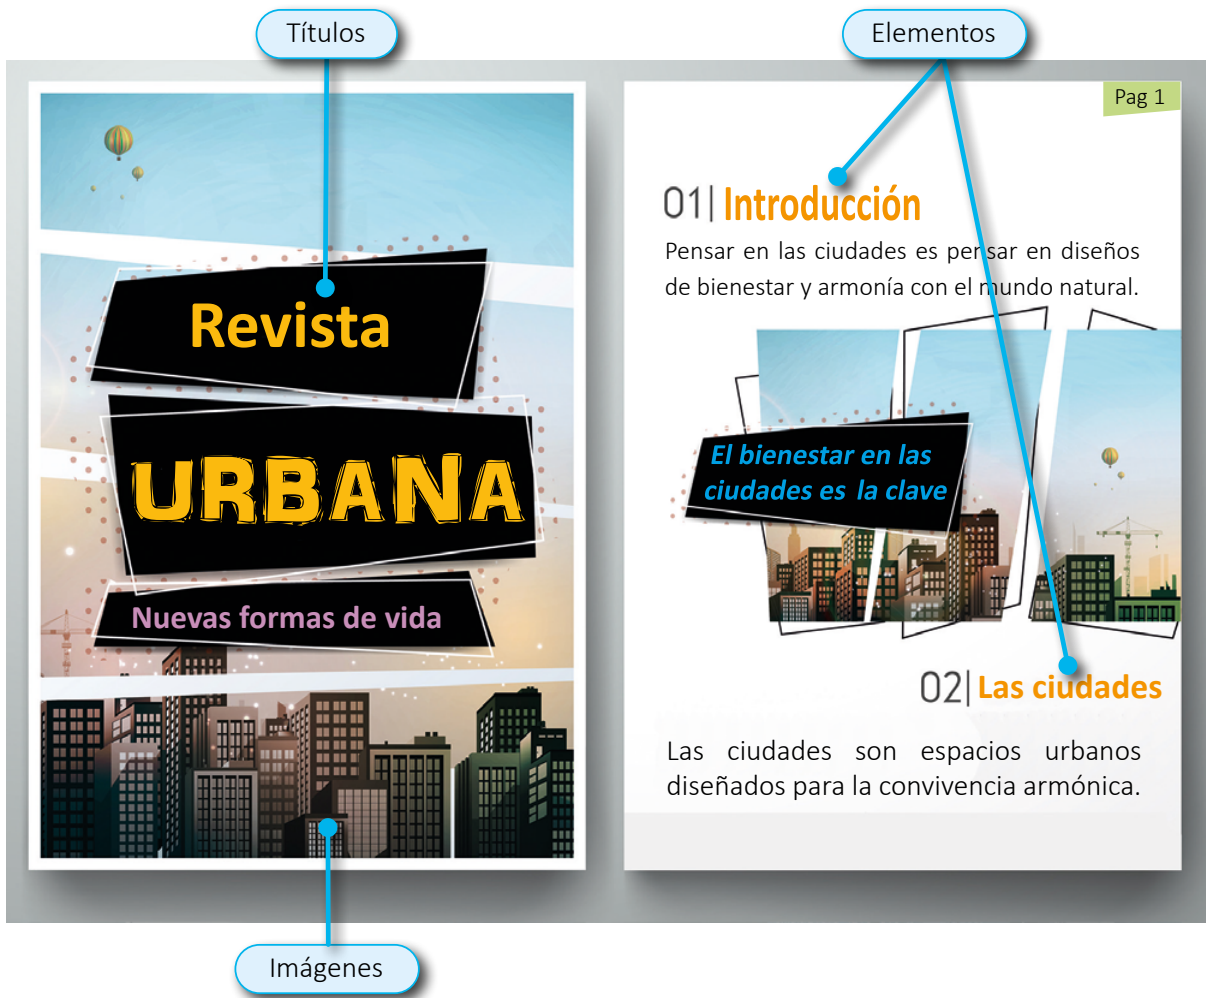 Títulos
Elementos
Revista
URBANA
Nuevas formas de vida
Imágenes
Pag 1
01| Introducción
Pensar en las ciudades es pensar en diseños
de bienestar y armonía con el mundo natural.
El bienestar en las
ciudades es la clave
02| Las ciudades
Las ciudades son espacios urbanos
diseñados para la convivencia armónica.